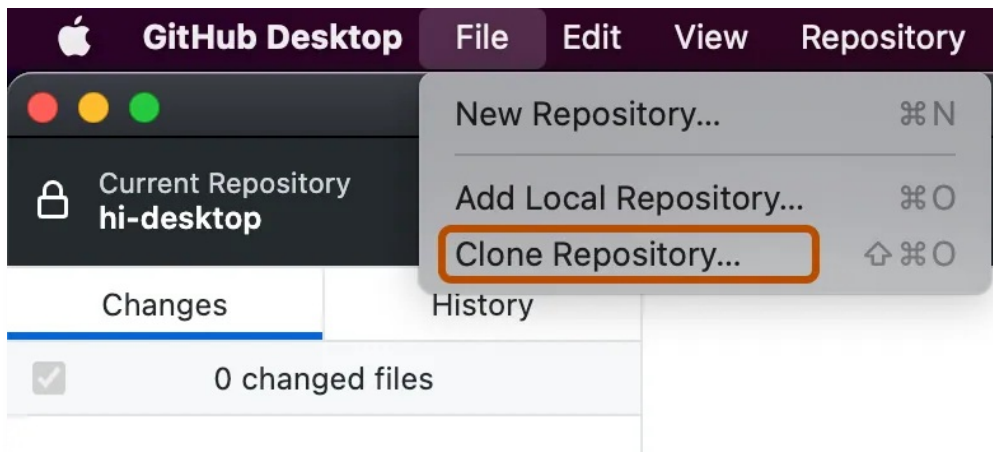 GitHub Desktop File Edit View Repository
New Repository... ⌘ N
Current Repository
hi-desktop
Add Local Repository... ⌘ O
Clone Repository... ⇧ ⌘ O
Changes History
0 changed files